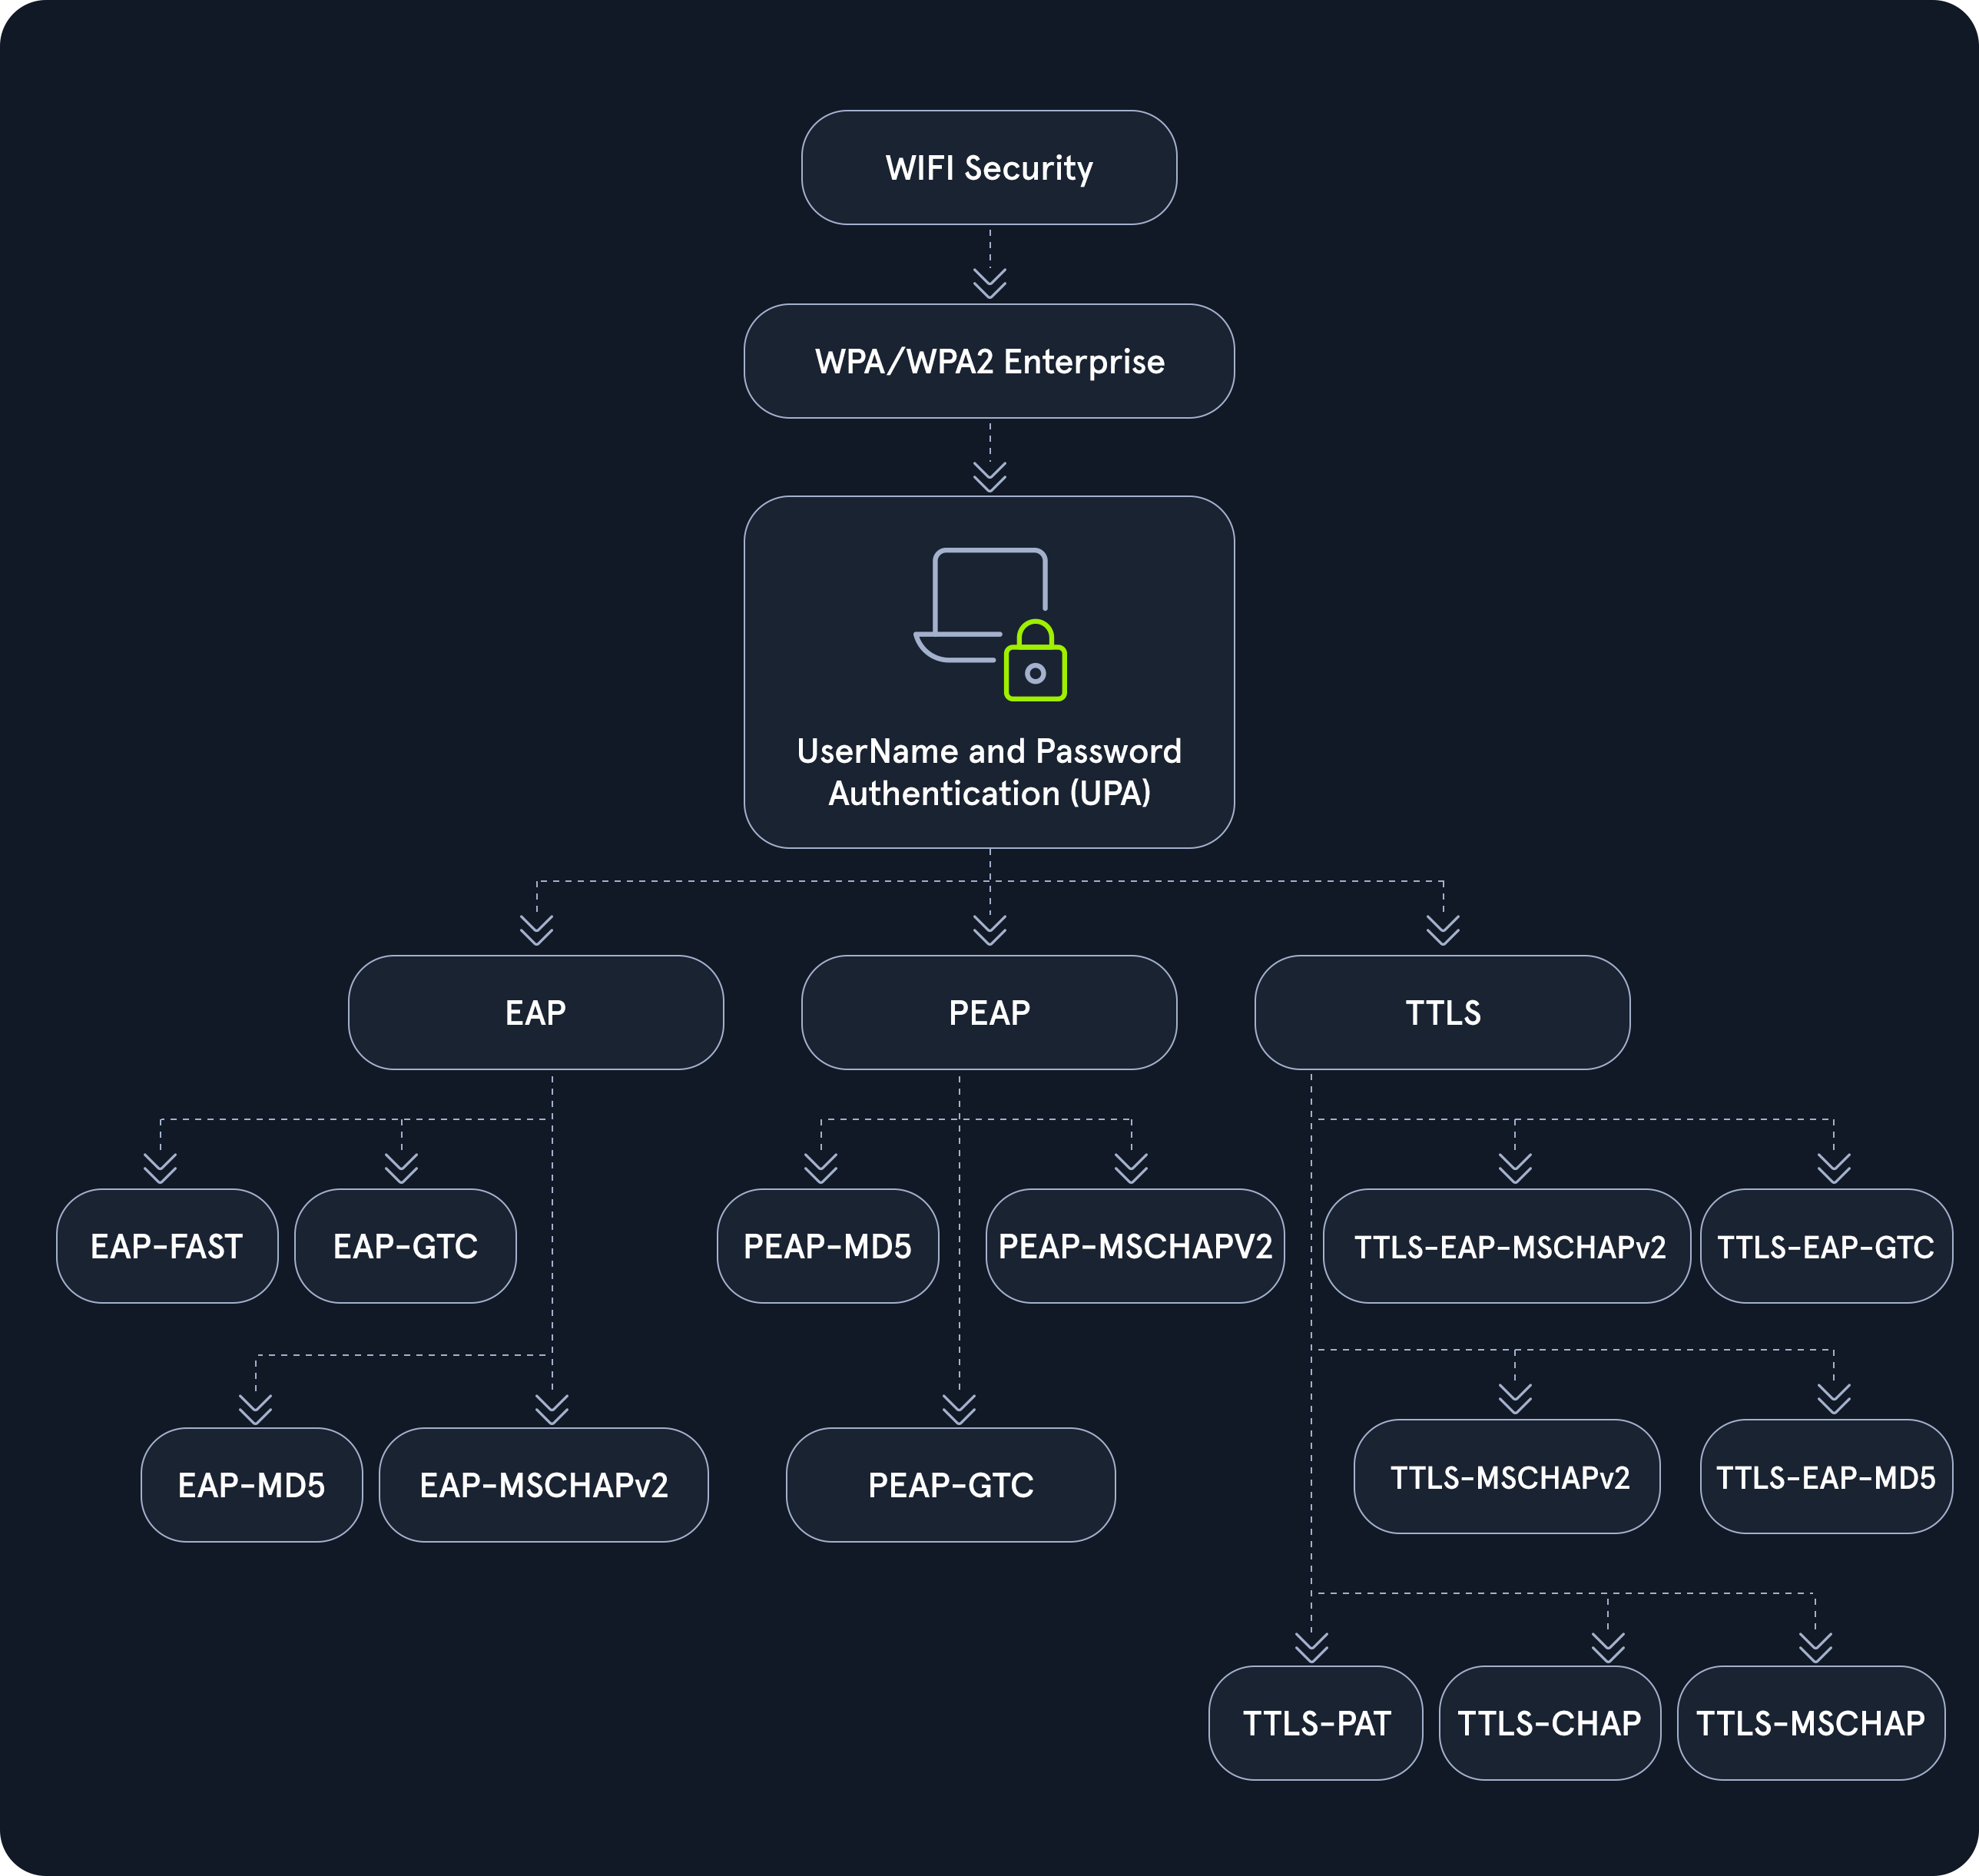 WIFI Security
WPA/WPA2 Enterprise
UserName and Password
Authentication (UPA)
EAP
PEAP
TTLS
EAP-FAST
EAP-GTC
PEAP-MD5
PEAP-MSCHAPV2
TTLS-EAP-MSCHAPv2
TTLS-EAP-GTC
EAP-MD5
EAP-MSCHAPv2
PEAP-GTC
TTLS-MSCHAPv2
TTLS-EAP-MD5
TTLS-PAT
TTLS-CHAP
TTLS-MSCHAP